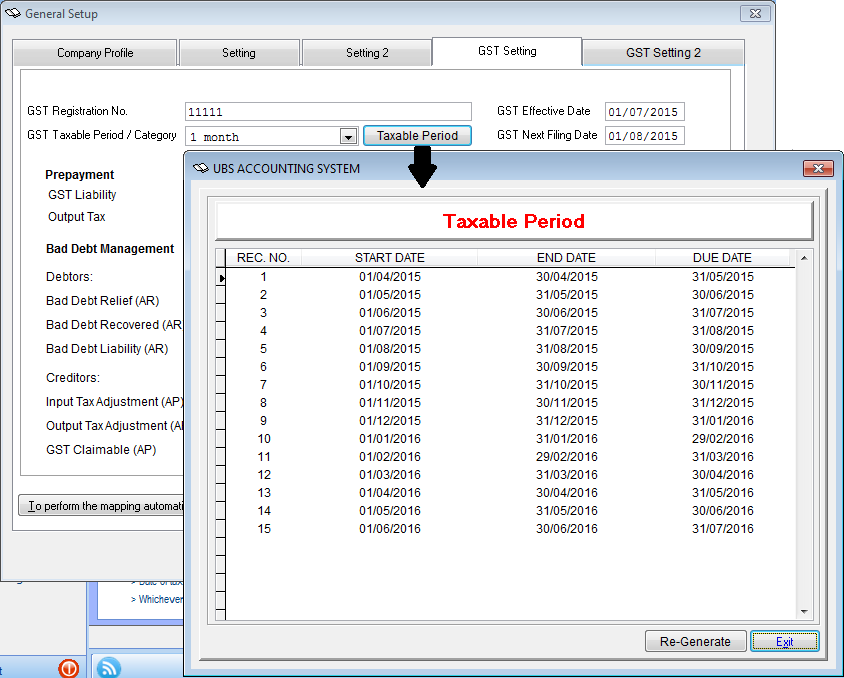 General Setup
Company Profile
Setting
Setting 2
GST Setting
GST Setting 2
GST Registration No.
11111
GST Effective Date
01/07/2015
GST Taxable Period / Category
1 month
Taxable Period
GST Next Filing Date
01/08/2015
Prepayment
GST Liability
Output Tax
Bad Debt Management
Debtors:
Bad Debt Relief (AR)
Bad Debt Recovered (AR
Bad Debt Liability (AR)
Creditors:
Input Tax Adjustment (AP)
Output Tax Adjustment (A
GST Claimable (AP)
To perform the mapping automati
> Date of tax
> Whichever
UBS ACCOUNTING SYSTEM
Taxable Period
REC. NO. START DATE END DATE DUE DATE
1 01/04/2015 30/04/2015 31/05/2015
2 01/05/2015 31/05/2015 30/06/2015
3 01/06/2015 30/06/2015 31/07/2015
4 01/07/2015 31/07/2015 31/08/2015
5 01/08/2015 31/08/2015 30/09/2015
6 01/09/2015 30/09/2015 31/10/2015
7 01/10/2015 31/10/2015 30/11/2015
8 01/11/2015 30/11/2015 31/12/2015
9 01/12/2015 31/12/2015 31/01/2016
10 01/01/2016 31/01/2016 29/02/2016
11 01/02/2016 29/02/2016 31/03/2016
12 01/03/2016 31/03/2016 30/04/2016
13 01/04/2016 30/04/2016 31/05/2016
14 01/05/2016 31/05/2016 30/06/2016
15 01/06/2016 30/06/2016 31/07/2016
Re-Generate
Exit